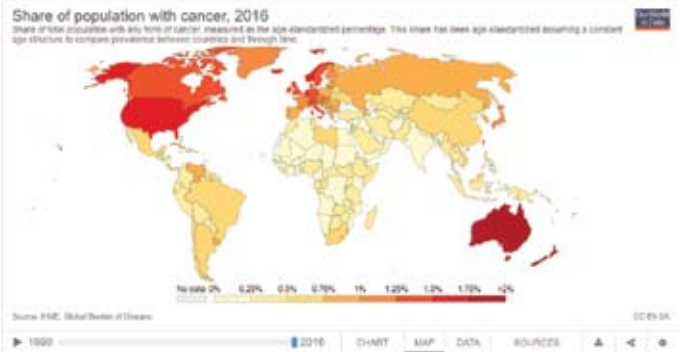 Share of population with cancer, 2016
Share of total population with any form of cancer, measured as the age-standardized percentage. This share has been age-standardized assuming a constant
age structure to compare prevalence between countries and through time.
Our World
in Data
No data 0% 0.25% 0.5% 0.75% 1% 1.25% 1.5% 1.75% >2%
Source: IHME, Global Burden of Disease CC BY-SA
1990 2016 CHART MAP DATA SOURCES